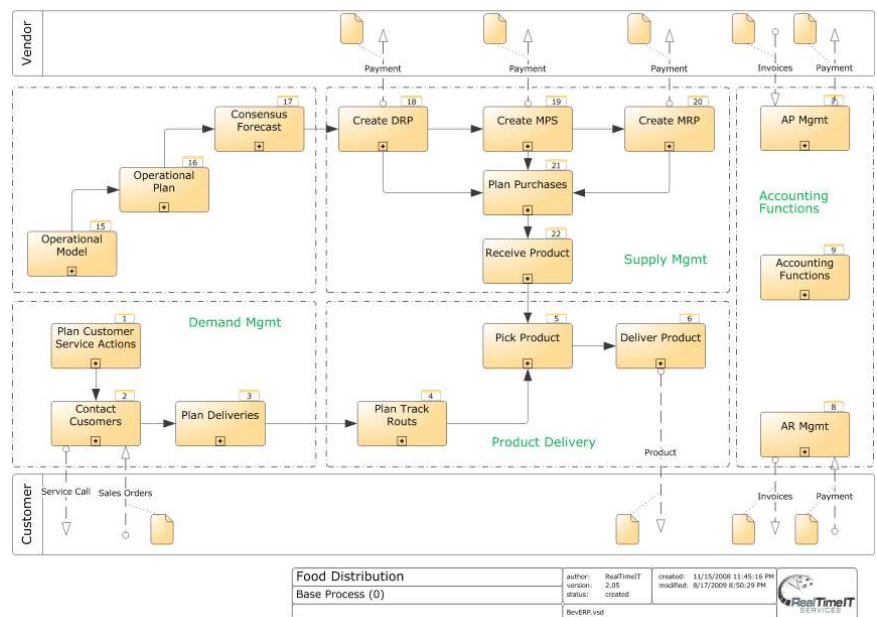 Vendor
Payment
Payment
Payment
Invoices
Payment
17
Consensus
Forecast
18
Create DRP
19
Create MPS
20
Create MRP
AP Mgmt
16
Operational
Plan
21
Plan Purchases
Accounting
Functions
15
Operational
Model
22
Receive Product
Supply Mgmt
9
Accounting
Functions
Demand Mgmt
1
Plan Customer
Service Actions
5
Pick Product
6
Deliver Product
2
Contact
Cusomers
3
Plan Deliveries
4
Plan Track
Routs
Product Delivery
8
AR Mgmt
Customer
Service Call
Sales Orders
Product
Invoices
Payment
Food Distribution
Base Process (0)
author: RealTimeIT
version: 2.05
status: created
created: 11/15/2008 11:45:16 PM
modified: 8/17/2009 8:50:29 PM
BevERP.vsd
RealTimeIT
SERVICES